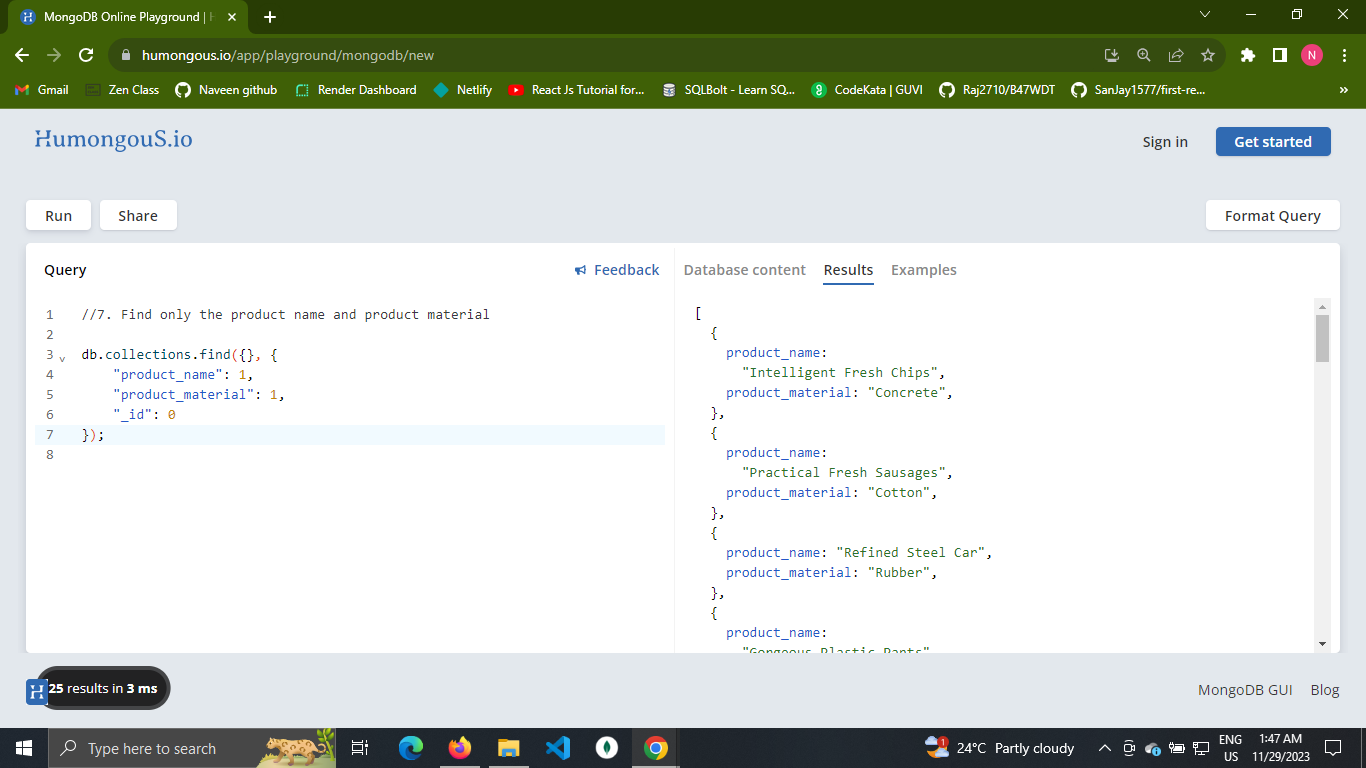 MongoDB Online Playground | H
humongous.io/app/playground/mongodb/new
N
Gmail
Zen Class
Naveen github
Render Dashboard
Netlify
React Js Tutorial for...
SQLBolt - Learn SQ...
CodeKata | GUVI
Raj2710/B47WDT
SanJay1577/first-re...
»
HumongouS.io
Sign in
Get started
Run
Share
Format Query
Query
Feedback
Database content
Results
Examples
1 //7. Find only the product name and product material
2
3 db.collections.find({}, {
4 "product_name": 1,
5 "product_material": 1,
6 "_id": 0
7 });
8
[
{
product_name:
"Intelligent Fresh Chips",
product_material: "Concrete",
},
{
product_name:
"Practical Fresh Sausages",
product_material: "Cotton",
},
{
product_name: "Refined Steel Car",
product_material: "Rubber",
},
{
product_name:
"Gorgeous Plastic Pants"
H
25 results in 3 ms
MongoDB GUI
Blog
Type here to search
1
24°C Partly cloudy
ENG
US
1:47 AM
11/29/2023